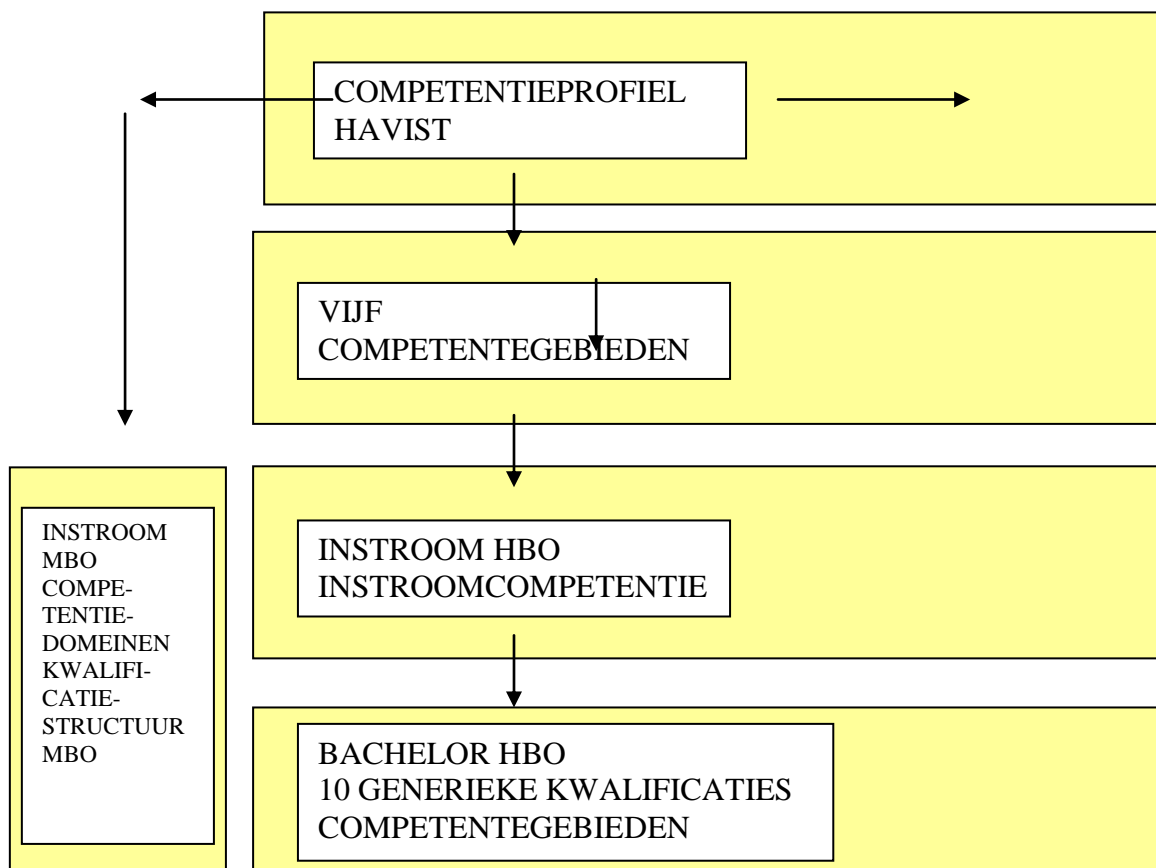 COMPETENTIEPROFIEL
HAVIST
VIJF
COMPETENTEGEBIEDEN
INSTROOM HBO
INSTROOMCOMPETENTIE
BACHELOR HBO
10 GENERIEKE KWALIFICATIES
COMPETENTEGEBIEDEN
INSTROOM
MBO
COMPE-
TENTIE-
DOMEINEN
KWALIFI-
CATIE-
STRUCTUUR
MBO